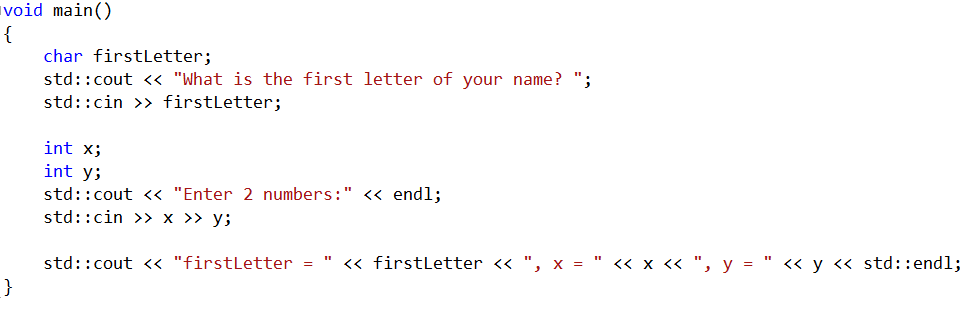 void main()
{
    char firstLetter;
    std::cout << "What is the first letter of your name? ";
    std::cin >> firstLetter;

    int x;
    int y;
    std::cout << "Enter 2 numbers:" << endl;
    std::cin >> x >> y;

    std::cout << "firstLetter = " << firstLetter << ", x = " << x << ", y = " << y << std::endl;
}